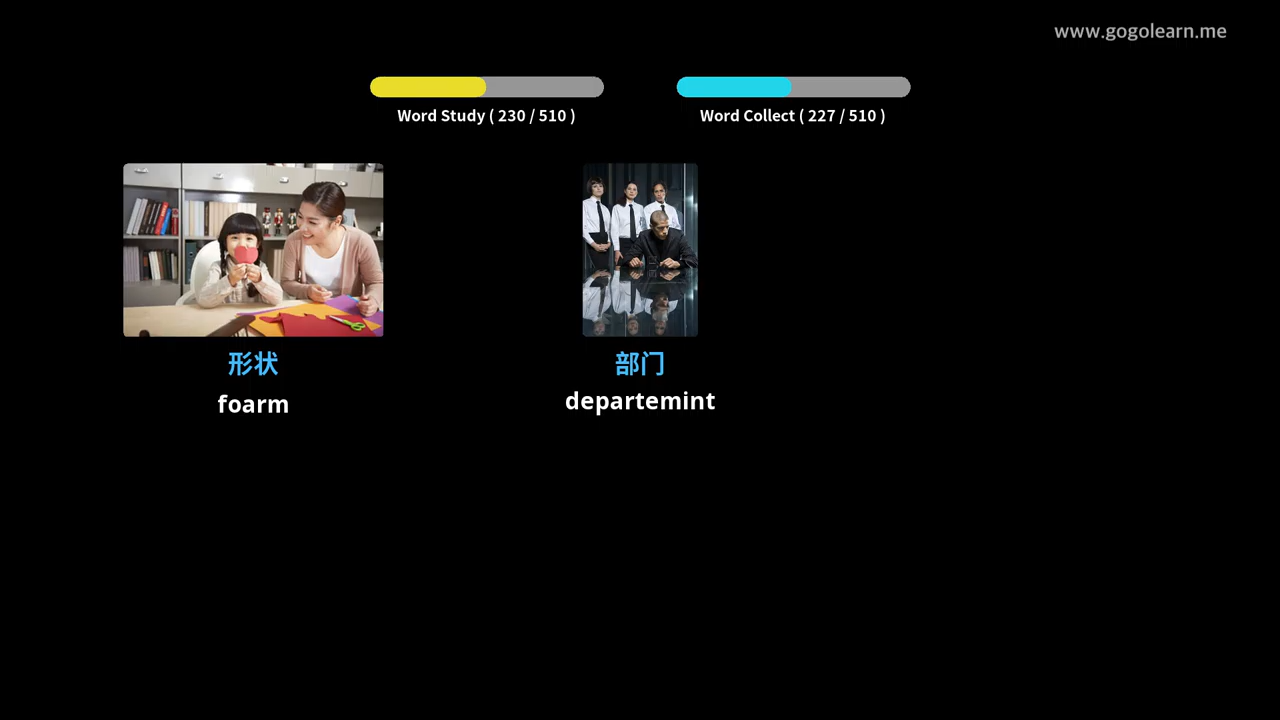 www.gogolearn.me
Word Study ( 230 / 510 )
Word Collect ( 227 / 510 )
形状
foarm
部门
departemint